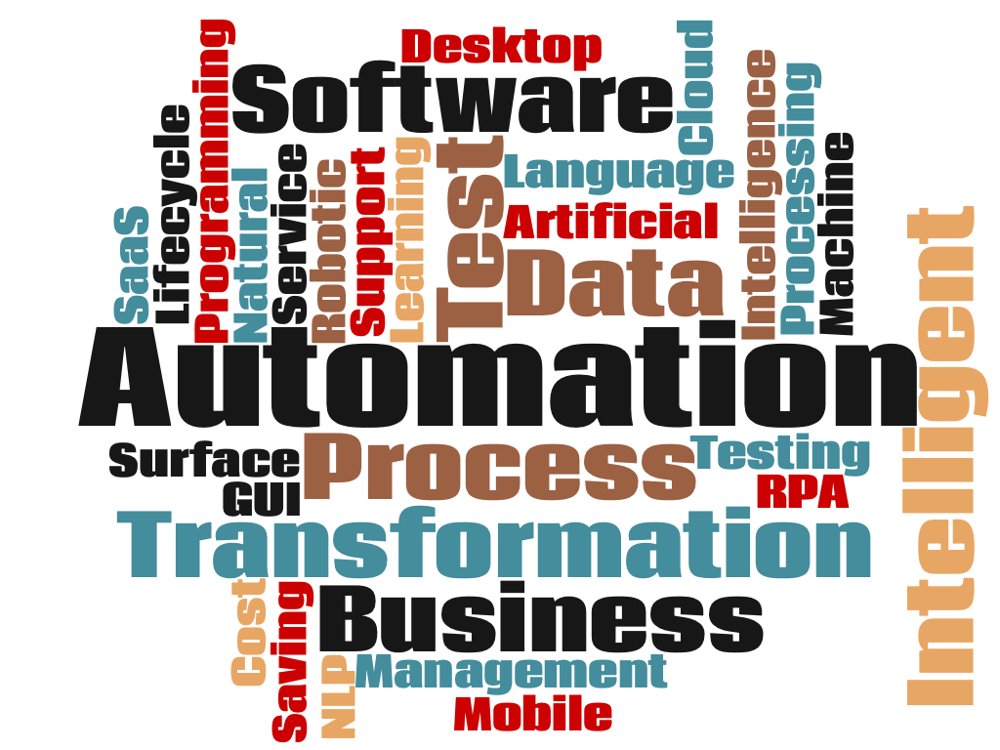 Desktop
Software
Cloud
Programming
Lifecycle
SaaS
Natural
Service
Robotic
Support
Learning
Test
Language
Artificial
Data
Intelligence
Processing
Machine
Automation
Intelligent
Surface
Process
Testing
GUI
RPA
Transformation
Cost
Saving
Business
NLP
Management
Mobile